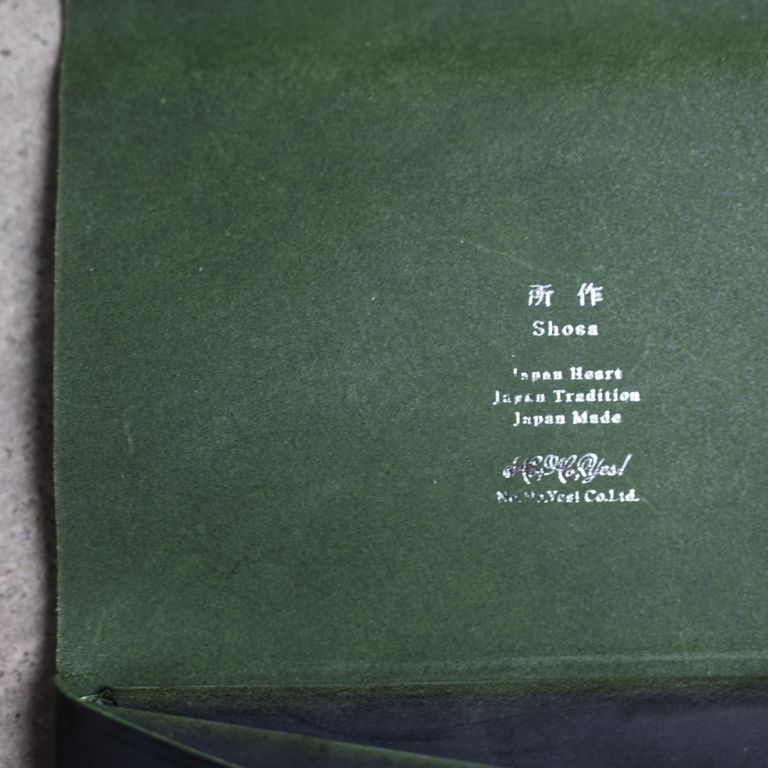 所作
Shosa
Japan Heart
Japan Tradition
Japan Made
No,No,Yes!
No,No,Yes! Co.Ltd.